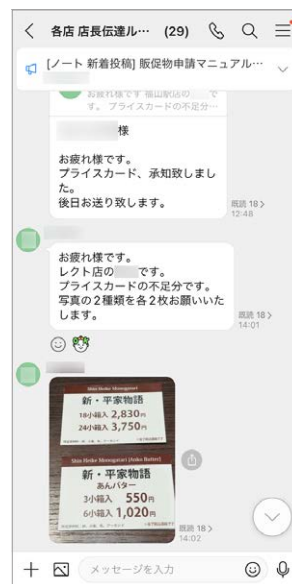 各店 店長伝達ル… (29)
[ノート 新着投稿] 販促物申請マニュアル…
お疲れ様です 福山駅店の
す。 プライスカードの不足分…
様
お疲れ様です。
プライスカード、承知致しまし
た。
後日お送り致します。
既読 18
12:48
お疲れ様です。
レクト店の
です。
プライスカードの不足分です。
写真の2種類を各2枚お願いいた
します。
既読 18
14:01
Shin Heike Monogatari
新・平家物語
18小箱入 2,830円
24小箱入 3,750円
Shin Heike Monogatari (Anko Butter)
新・平家物語
あんバター
3小箱入 550円
6小箱入 1,020円
既読 18
14:02
メッセージを入力